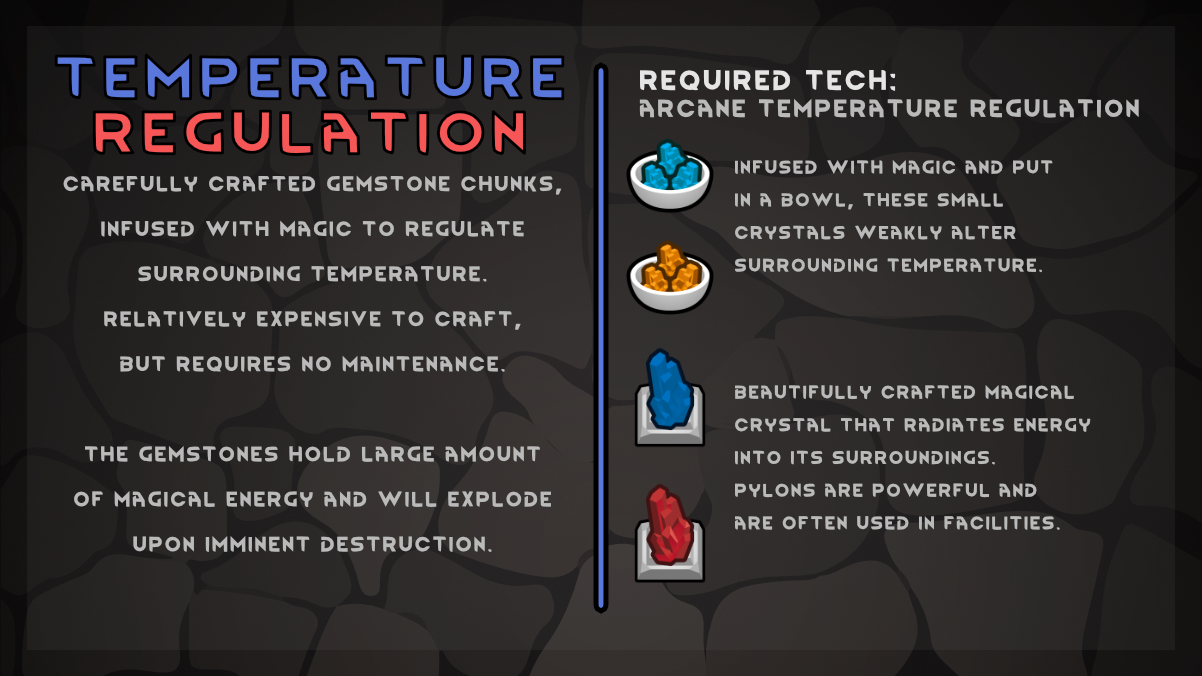 TEMPERATURE
REGULATION
CAREFULLY CRAFTED GEMSTONE CHUNKS,
INFUSED WITH MAGIC TO REGULATE
SURROUNDING TEMPERATURE.
RELATIVELY EXPENSIVE TO CRAFT,
BUT REQUIRES NO MAINTENANCE.
THE GEMSTONES HOLD LARGE AMOUNT
OF MAGICAL ENERGY AND WILL EXPLODE
UPON IMMINENT DESTRUCTION.
REQUIRED TECH:
ARCANE TEMPERATURE REGULATION
INFUSED WITH MAGIC AND PUT
IN A BOWL, THESE SMALL
CRYSTALS WEAKLY ALTER
SURROUNDING TEMPERATURE.
BEAUTIFULLY CRAFTED MAGICAL
CRYSTAL THAT RADIATES ENERGY
INTO ITS SURROUNDINGS.
PYLONS ARE POWERFUL AND
ARE OFTEN USED IN FACILITIES.